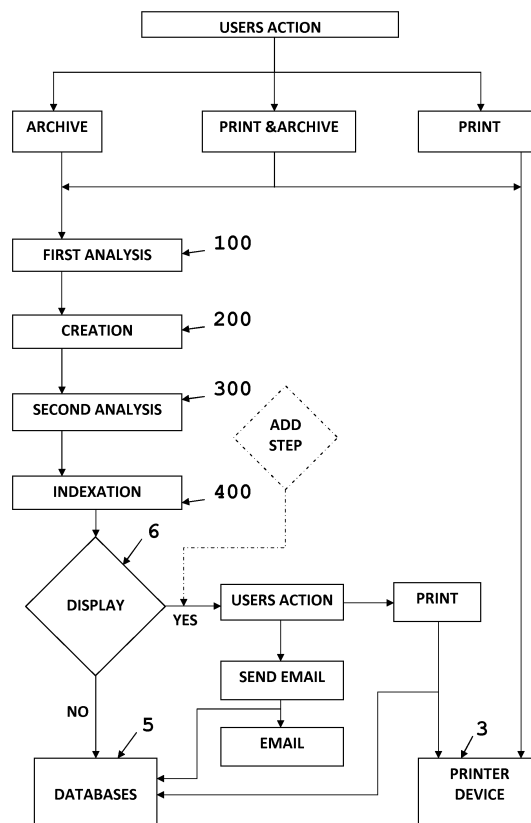 USERS ACTION
ARCHIVE
PRINT &ARCHIVE
PRINT
FIRST ANALYSIS
100
CREATION
200
SECOND ANALYSIS
300
ADD
STEP
INDEXATION
400
6
DISPLAY
YES
USERS ACTION
PRINT
SEND EMAIL
NO
EMAIL
5
DATABASES
3
PRINTER
DEVICE